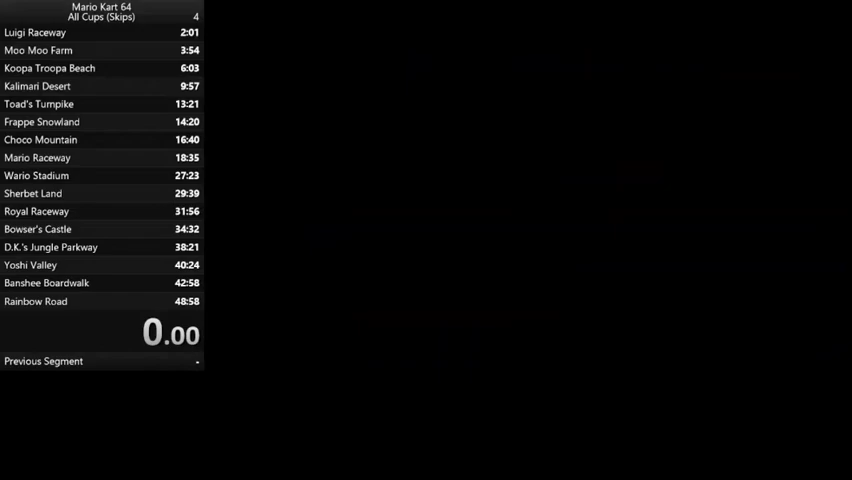 Mario Kart 64
All Cups (Skips) 4
Luigi Raceway 2:01
Moo Moo Farm 3:54
Koopa Troopa Beach 6:03
Kalimari Desert 9:57
Toad's Turnpike 13:21
Frappe Snowland 14:20
Choco Mountain 16:40
Mario Raceway 18:35
Wario Stadium 27:23
Sherbet Land 29:39
Royal Raceway 31:56
Bowser's Castle 34:32
D.K.'s Jungle Parkway 38:21
Yoshi Valley 40:24
Banshee Boardwalk 42:58
Rainbow Road 48:58
0.00
Previous Segment -